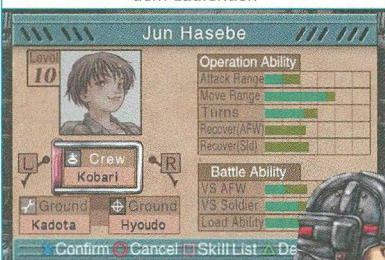 Jun Hasebe
Level
10
Operation Ability
Attack Range
Move Range
Turns
Recover(AFW)
Recover(Sld)
L
Crew
R
Kobari
Battle Ability
VS AFW
VS Soldier
Load Ability
Ground
Ground
Kadota
Hyoudo
Confirm Cancel Skill List De